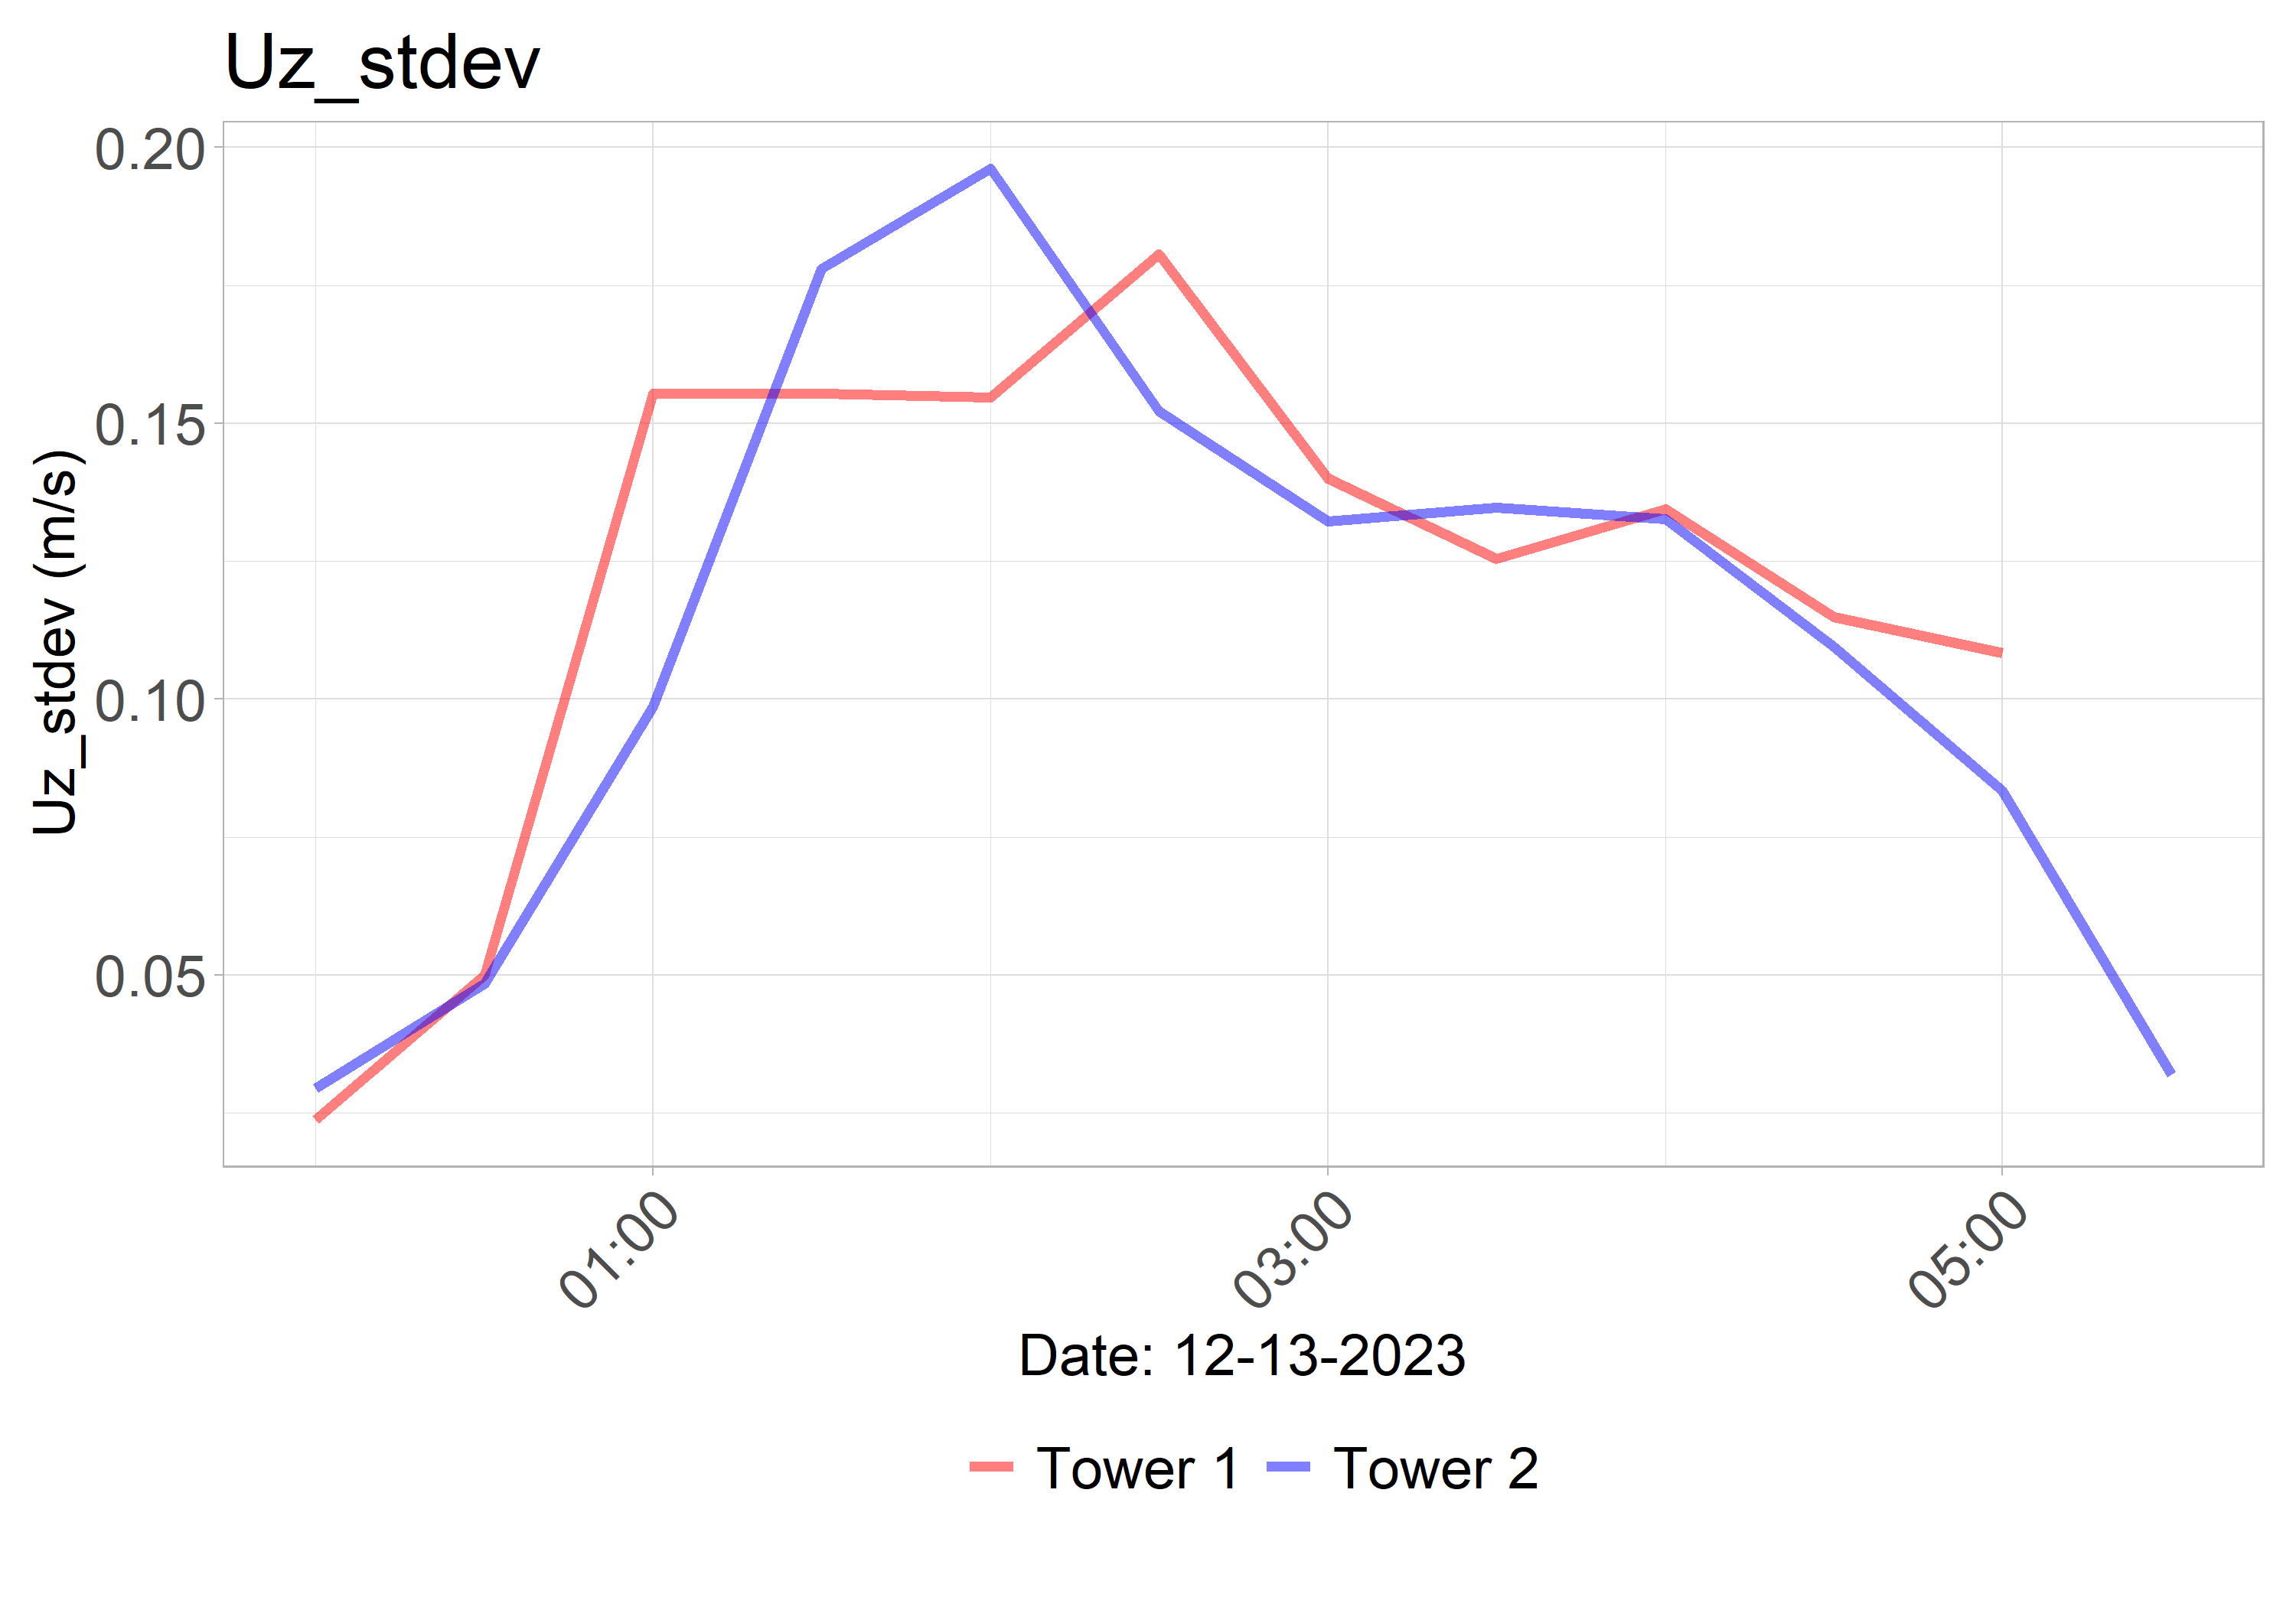 Uz_stdev
Uz_stdev (m/s)
0.20
0.15
0.10
0.05
01:00
03:00
05:00
Date: 12-13-2023
Tower 1
Tower 2